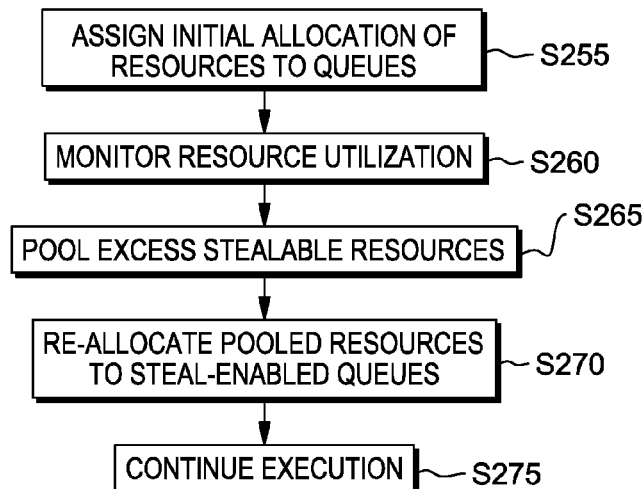 ASSIGN INITIAL ALLOCATION OF
RESOURCES TO QUEUES
S255
MONITOR RESOURCE UTILIZATION
S260
S265
POOL EXCESS STEALABLE RESOURCES
RE-ALLOCATE POOLED RESOURCES
TO STEAL-ENABLED QUEUES
S270
CONTINUE EXECUTION
S275